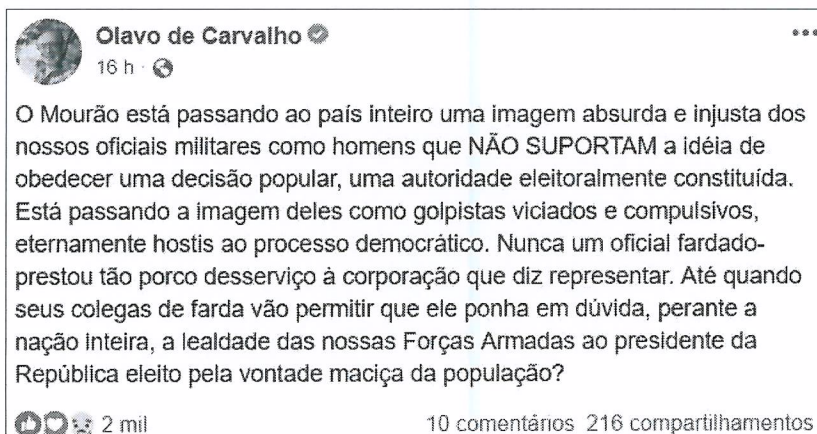 Olavo de Carvalho
16 h ·
O Mourão está passando ao país inteiro uma imagem absurda e injusta dos
nossos oficiais militares como homens que NÃO SUPORTAM a idéia de
obedecer uma decisão popular, uma autoridade eleitoralmente constituída.
Está passando a imagem deles como golpistas viciados e compulsivos,
eternamente hostis ao processo democrático. Nunca um oficial fardado-
prestou tão porco desserviço à corporação que diz representar. Até quando
seus colegas de farda vão permitir que ele ponha em dúvida, perante a
nação inteira, a lealdade das nossas Forças Armadas ao presidente da
República eleito pela vontade maciça da população?
2 mil 10 comentários 216 compartilhamentos